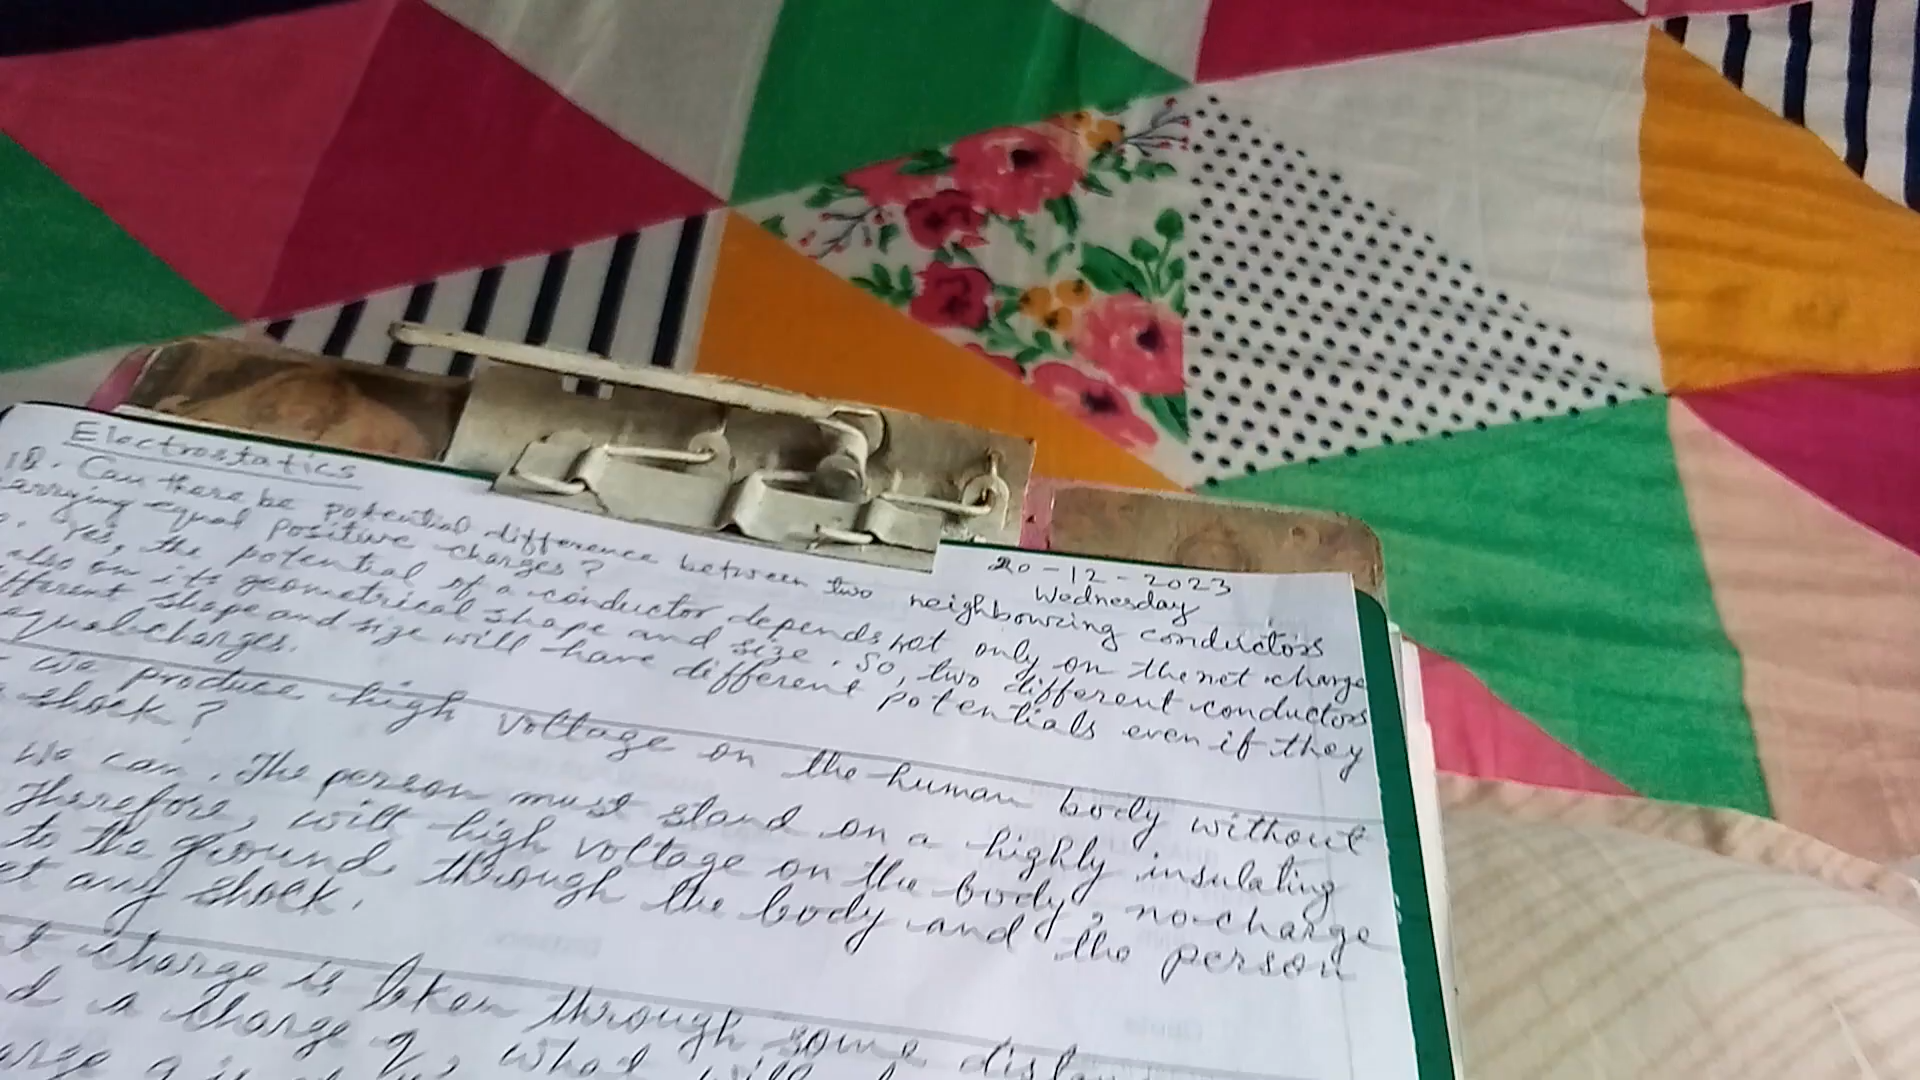 Electrostatics
20-12-2023
Wednesday
18. Can there be potential difference between two neighbouring conductors
carrying equal positive charges?
Yes, the potential of a conductor depends not only on the net charge
also on its geometrical shape and size. So, two different conductors
different shape and size will have different potentials even if they
equal charges.
we produce high voltage on the human body without
shock?
We can. The person must stand on a highly insulating
Therefore, will high voltage on the body, no charge
to the ground through the body and the person
any shock.
charge is taken through some
a charge q, what will